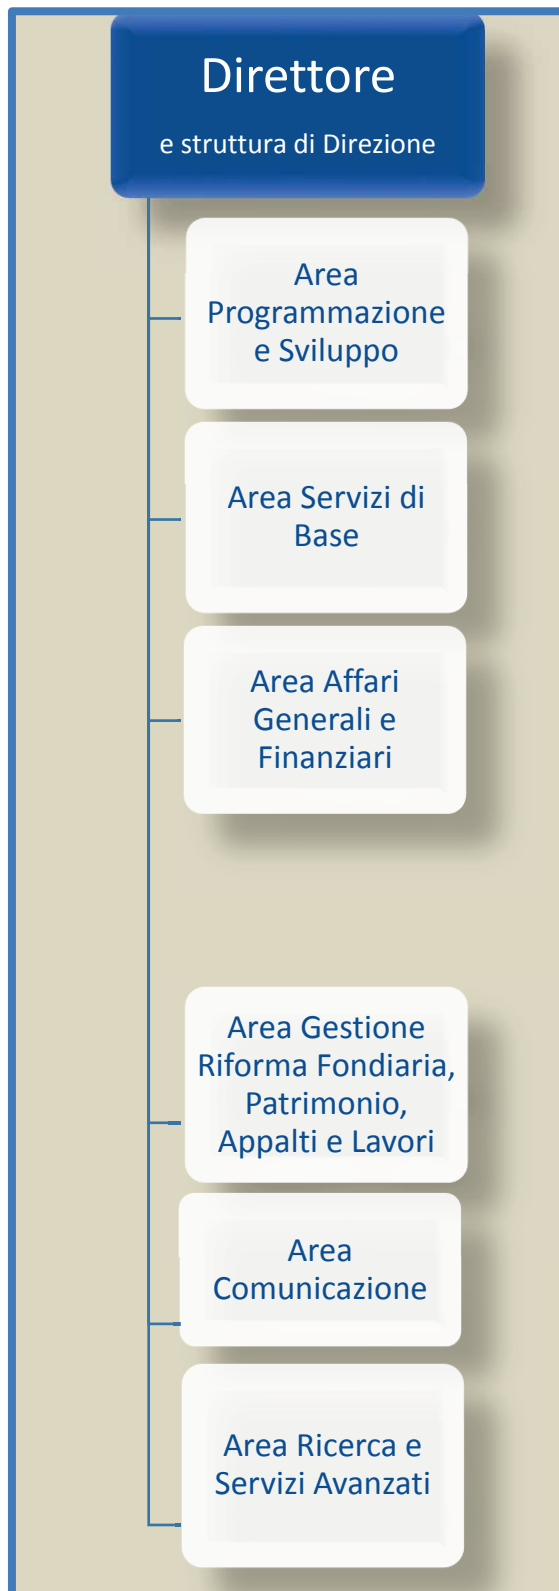 Direttore
e struttura di Direzione
Area
Programmazione
e Sviluppo
Area Servizi di
Base
Area Affari
Generali e
Finanziari
Area Gestione
Riforma Fondiaria,
Patrimonio,
Appalti e Lavori
Area
Comunicazione
Area Ricerca e
Servizi Avanzati